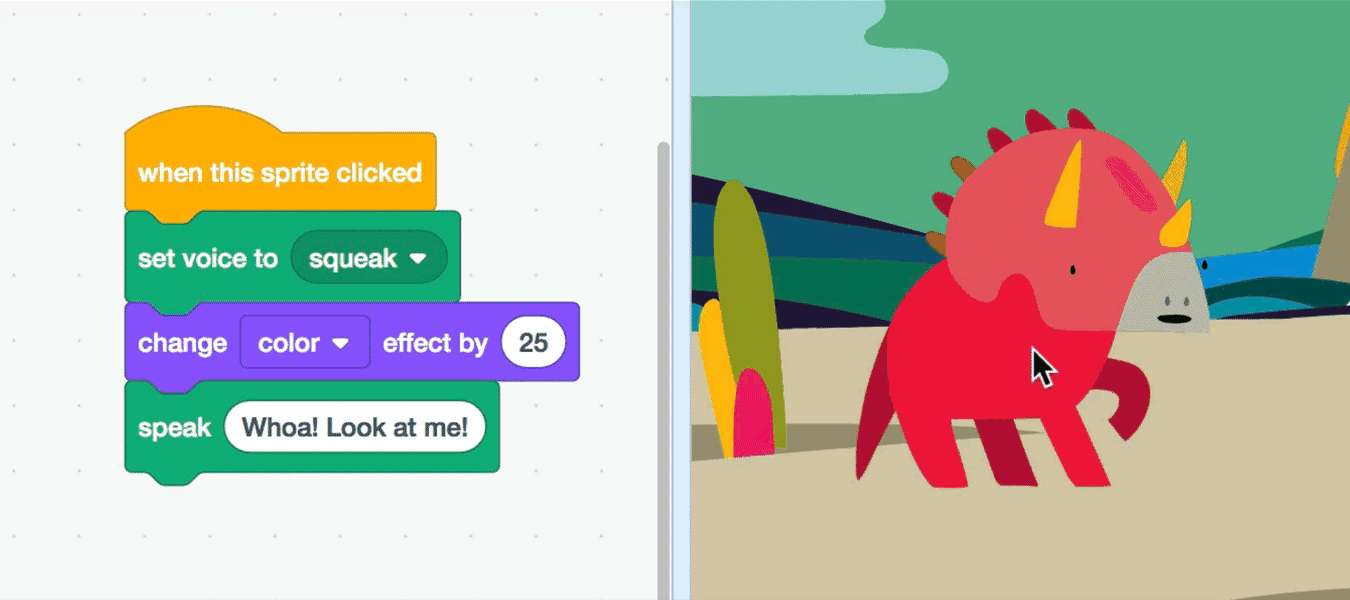 when this sprite clicked
set voice to squeak
change color effect by 25
speak Whoa! Look at me!